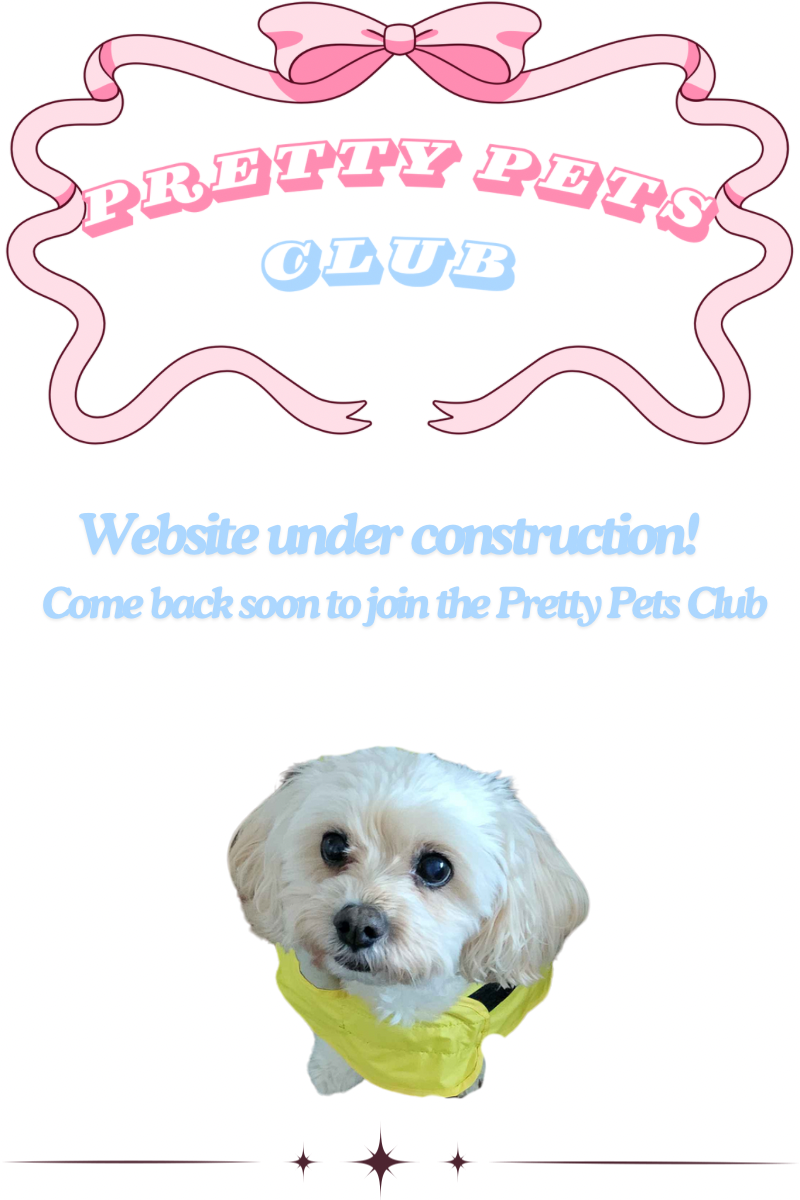 PRETTY PETS
CLUB
Website under construction!
Come back soon to join the Pretty Pets Club